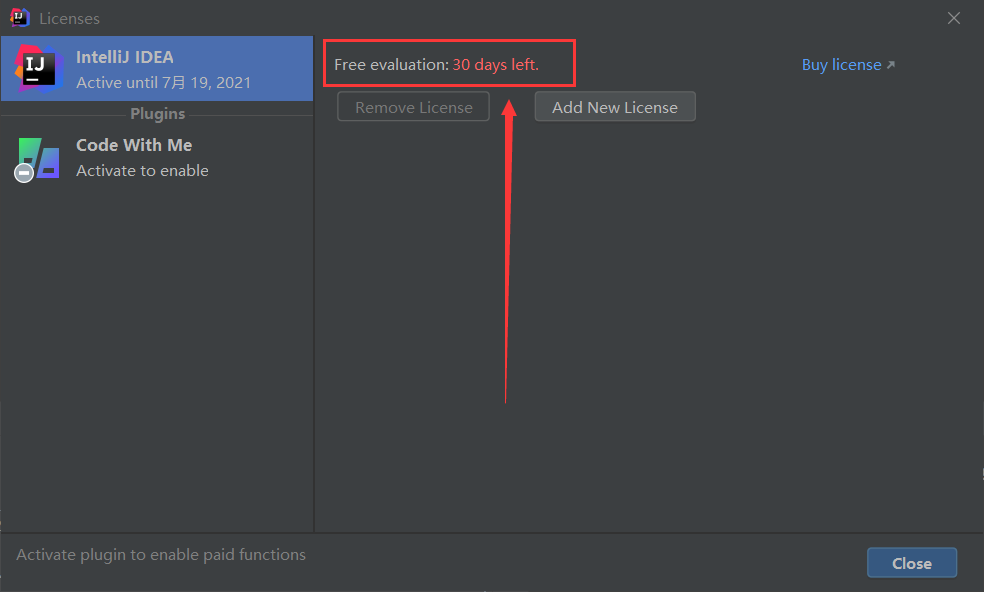 Licenses
IntelliJ IDEA
Active until 7月 19, 2021
Plugins
Code With Me
Activate to enable
Free evaluation: 30 days left.
Buy license
Remove License
Add New License
Activate plugin to enable paid functions
Close